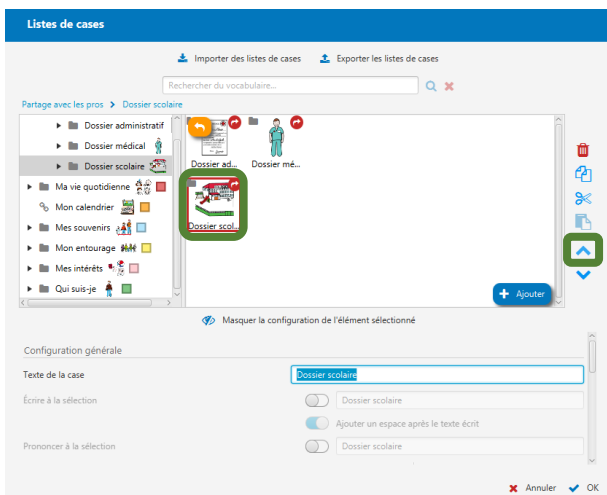 Listes de cases
Importer des listes de cases Exporter les listes de cases
Rechercher du vocabulaire...
Partage avec les pros > Dossier scolaire
Dossier administratif
Dossier médical
Dossier scolaire
Ma vie quotidienne
Mon calendrier
Mes souvenirs
Mon entourage
Mes intérêts
Qui suis-je
Dossier ad... Dossier mé...
Dossier scol...
+ Ajouter
Masquer la configuration de l'élément sélectionné
Configuration générale
Texte de la case Dossier scolaire
Écrire à la sélection Dossier scolaire
Ajouter un espace après le texte écrit
Prononcer à la sélection Dossier scolaire
Annuler OK